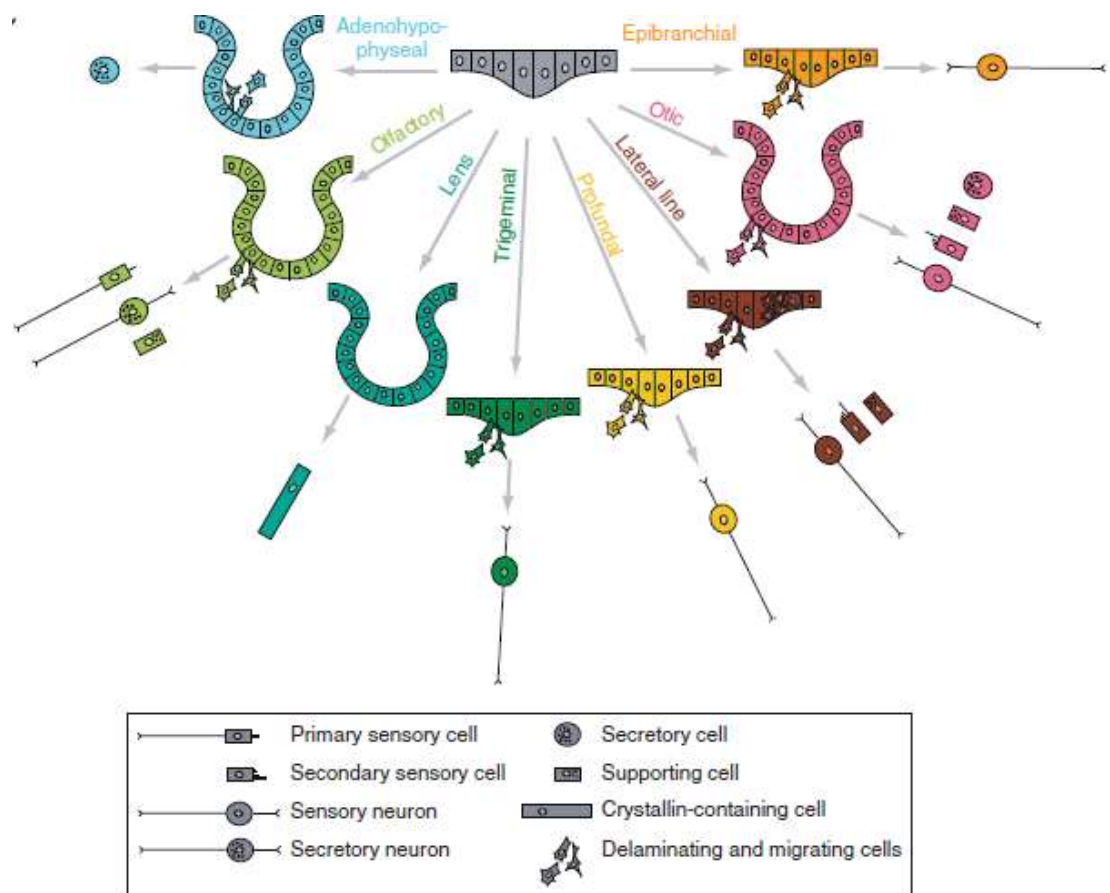 Adenohypo-
physeal
Epibranchial
Olfactory
Lens
Trigeminal
Profundal
Lateral line
Otic
Primary sensory cell
Secondary sensory cell
Sensory neuron
Secretory neuron
Secretory cell
Supporting cell
Crystallin-containing cell
Delaminating and migrating cells